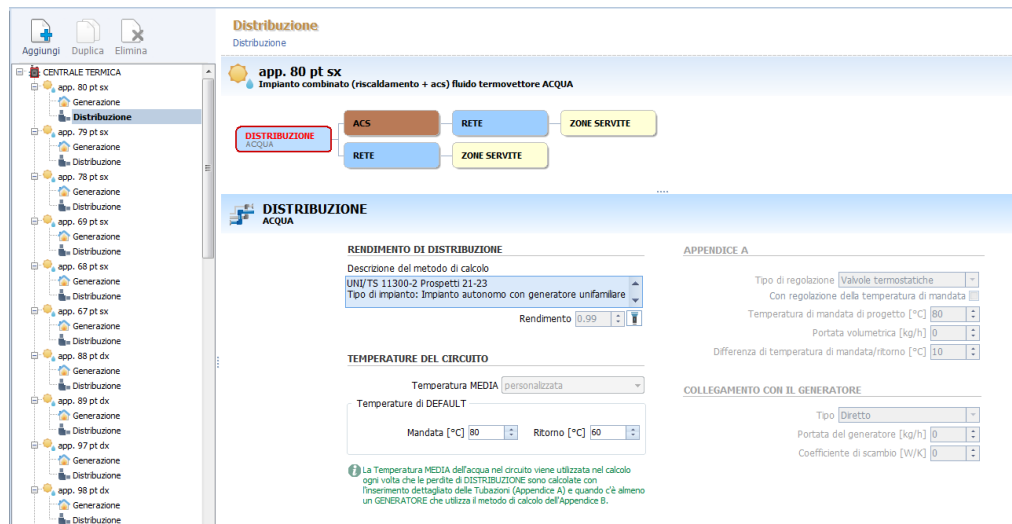 Aggiungi Duplica Elimina
CENTRALE TERMICA
app. 80 pt sx
Generazione
Distribuzione
app. 79 pt sx
Generazione
Distribuzione
app. 78 pt sx
Generazione
Distribuzione
app. 69 pt sx
Generazione
Distribuzione
app. 68 pt sx
Generazione
Distribuzione
app. 67 pt sx
Generazione
Distribuzione
app. 88 pt dx
Generazione
Distribuzione
app. 89 pt dx
Generazione
Distribuzione
app. 97 pt dx
Generazione
Distribuzione
app. 98 pt dx
Generazione
Distribuzione
Distribuzione
Distribuzione
app. 80 pt sx
Impianto combinato (riscaldamento + acs) fluido termovettore ACQUA
DISTRIBUZIONE
ACQUA
ACS RETE ZONE SERVITE
RETE ZONE SERVITE
DISTRIBUZIONE
ACQUA
RENDIMENTO DI DISTRIBUZIONE
Descrizione del metodo di calcolo
UNI/TS 11300-2 Prospetti 21-23
Tipo di impianto: Impianto autonomo con generatore unifamiliare
Rendimento 0.99
TEMPERATURE DEL CIRCUITO
Temperatura MEDIA personalizzata
Temperature di DEFAULT
Mandata [°C] 80 Ritorno [°C] 60
La Temperatura MEDIA dell'acqua nel circuito viene utilizzata nel calcolo
ogni volta che le perdite di DISTRIBUZIONE sono calcolate con
l'inserimento dettagliato delle Tubazioni (Appendice A) e quando c'è almeno
un GENERATORE che utilizza il metodo di calcolo dell'Appendice B.
APPENDICE A
Tipo di regolazione Valvole termostatiche
Con regolazione della temperatura di mandata
Temperatura di mandata di progetto [°C] 80
Portata volumetrica [kg/h] 0
Differenza di temperatura di mandata/ritorno [°C] 10
COLLEGAMENTO CON IL GENERATORE
Tipo Diretto
Portata del generatore [kg/h] 0
Coefficiente di scambio [W/K] 0